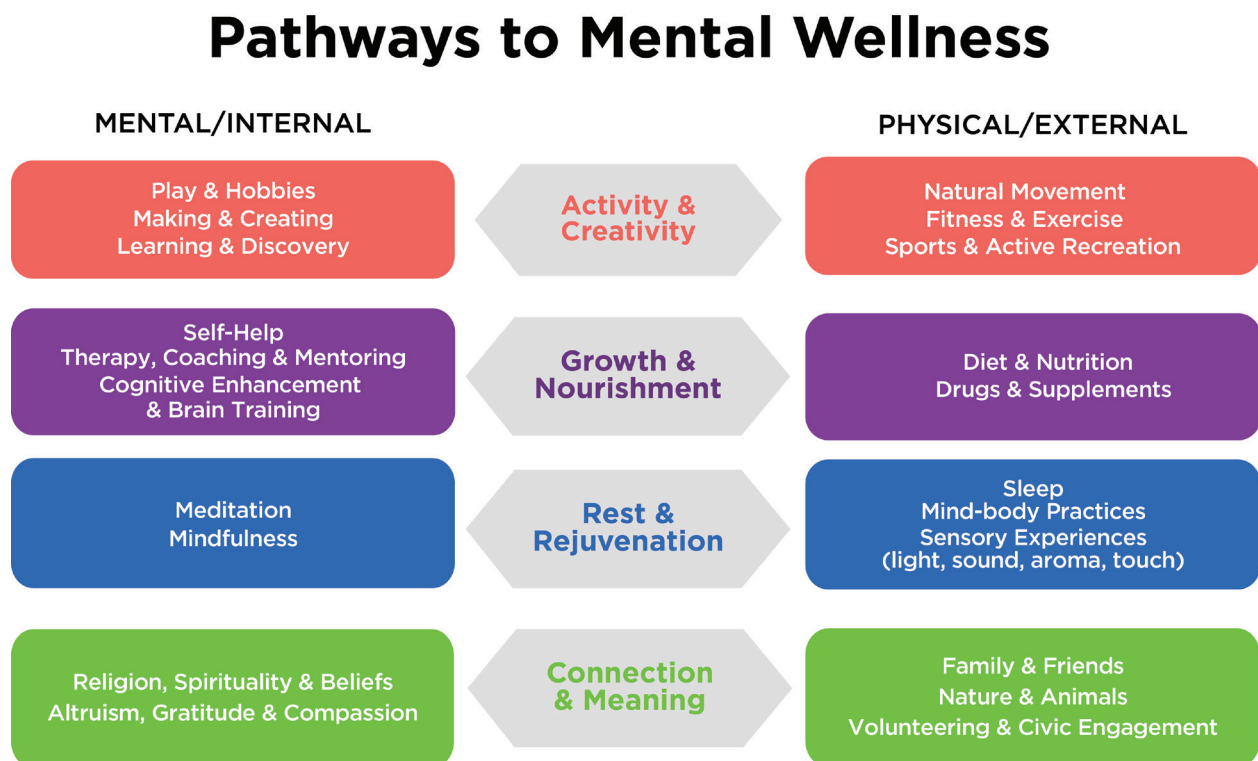 Pathways to Mental Wellness
MENTAL/INTERNAL
PHYSICAL/EXTERNAL
Play & Hobbies
Making & Creating
Learning & Discovery
Activity &
Creativity
Natural Movement
Fitness & Exercise
Sports & Active Recreation
Self-Help
Therapy, Coaching & Mentoring
Cognitive Enhancement
& Brain Training
Growth &
Nourishment
Diet & Nutrition
Drugs & Supplements
Meditation
Mindfulness
Rest &
Rejuvenation
Sleep
Mind-body Practices
Sensory Experiences
(light, sound, aroma, touch)
Religion, Spirituality & Beliefs
Altruism, Gratitude & Compassion
Connection
& Meaning
Family & Friends
Nature & Animals
Volunteering & Civic Engagement